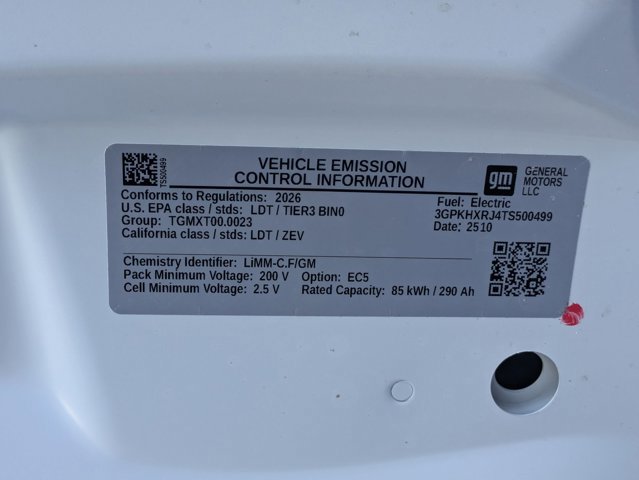 VEHICLE EMISSION
CONTROL INFORMATION
TS500499
gm
GENERAL
MOTORS
LLC
Conforms to Regulations: 2026
U.S. EPA class / stds: LDT / TIER3 BIN0
Group: TGMXT00.0023
California class / stds: LDT / ZEV
Fuel: Electric
3GPKHXRJ4TS500499
Date: 2510
Chemistry Identifier: LiMM-C.F/GM
Pack Minimum Voltage: 200 V Option: EC5
Cell Minimum Voltage: 2.5 V Rated Capacity: 85 kWh / 290 Ah